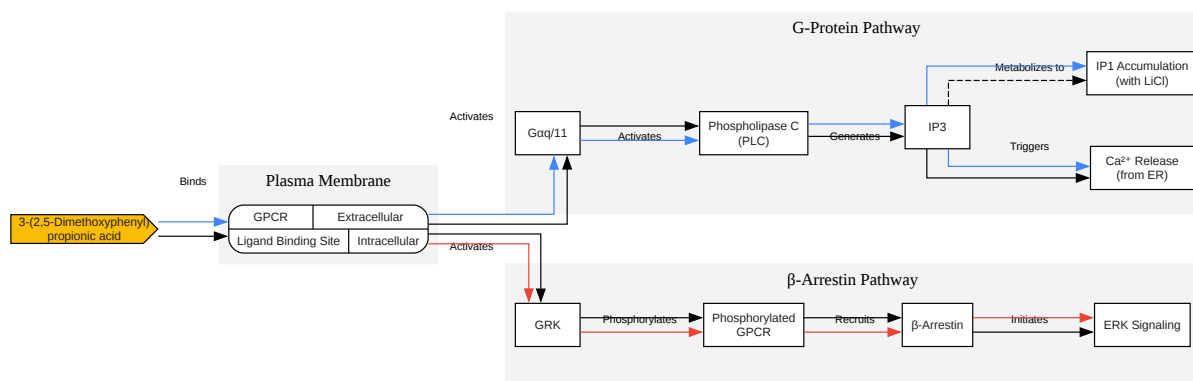 G-Protein Pathway
Metabolizes to
IP1 Accumulation
(with LiCl)
Activates
Gαq/11
Activates
Phospholipase C
(PLC)
Generates
IP3
Triggers
Ca²⁺ Release
(from ER)
Binds
Plasma Membrane
3-(2,5-Dimethoxyphenyl)
propionic acid
GPCR
Extracellular
Ligand Binding Site
Intracellular
Activates
β-Arrestin Pathway
GRK
Phosphorylates
Phosphorylated
GPCR
Recruits
β-Arrestin
Initiates
ERK Signaling